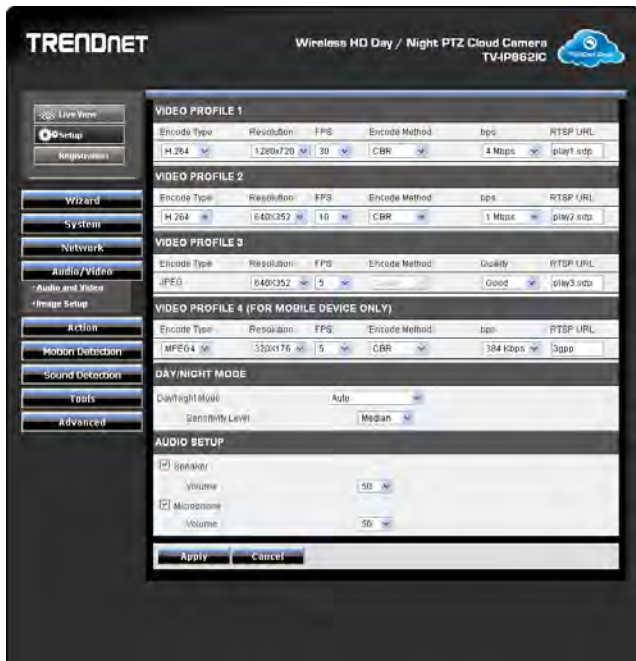 TRENDNET
Wireless HD Day / Night PTZ Cloud Camera
TV-IP862IC
Live View
Setup
Registration
Wizard
System
Network
Audio/Video
Audio and Video
Image Setup
Action
Motion Detection
Sound Detection
Tools
Advanced
VIDEO PROFILE 1
Encode Type Resolution FPS Encode Method bps RTSP URL
H.264 1280x720 30 CBR 4 Mbps play1.sdp
VIDEO PROFILE 2
Encode Type Resolution FPS Encode Method bps RTSP URL
H.264 640X352 10 CBR 1 Mbps play2.sdp
VIDEO PROFILE 3
Encode Type Resolution FPS Encode Method Quality RTSP URL
JPEG 640X352 5 Good play3.sdp
VIDEO PROFILE 4 (FOR MOBILE DEVICE ONLY)
Encode Type Resolution FPS Encode Method bps RTSP URL
MPEG4 320X176 5 CBR 384 Kbps 3gpp
DAY/NIGHT MODE
Day/Night Mode Auto
Sensitivity Level Median
AUDIO SETUP
Speaker
Volume 50
Microphone
Volume 50
Apply Cancel